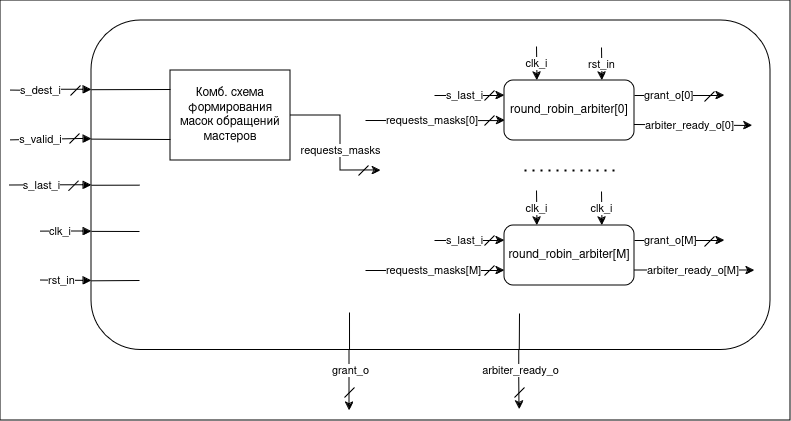 s_dest_i
s_valid_i
s_last_i
clk_i
rst_in
Комб. схема
формирования
масок обращений
мастеров
requests_masks
clk_i
rst_in
s_last_i
requests_masks[0]
round_robin_arbiter[0]
grant_o[0]
arbiter_ready_o[0]
clk_i
clk_i
s_last_i
requests_masks[M]
round_robin_arbiter[M]
grant_o[M]
arbiter_ready_o[M]
grant_o
arbiter_ready_o